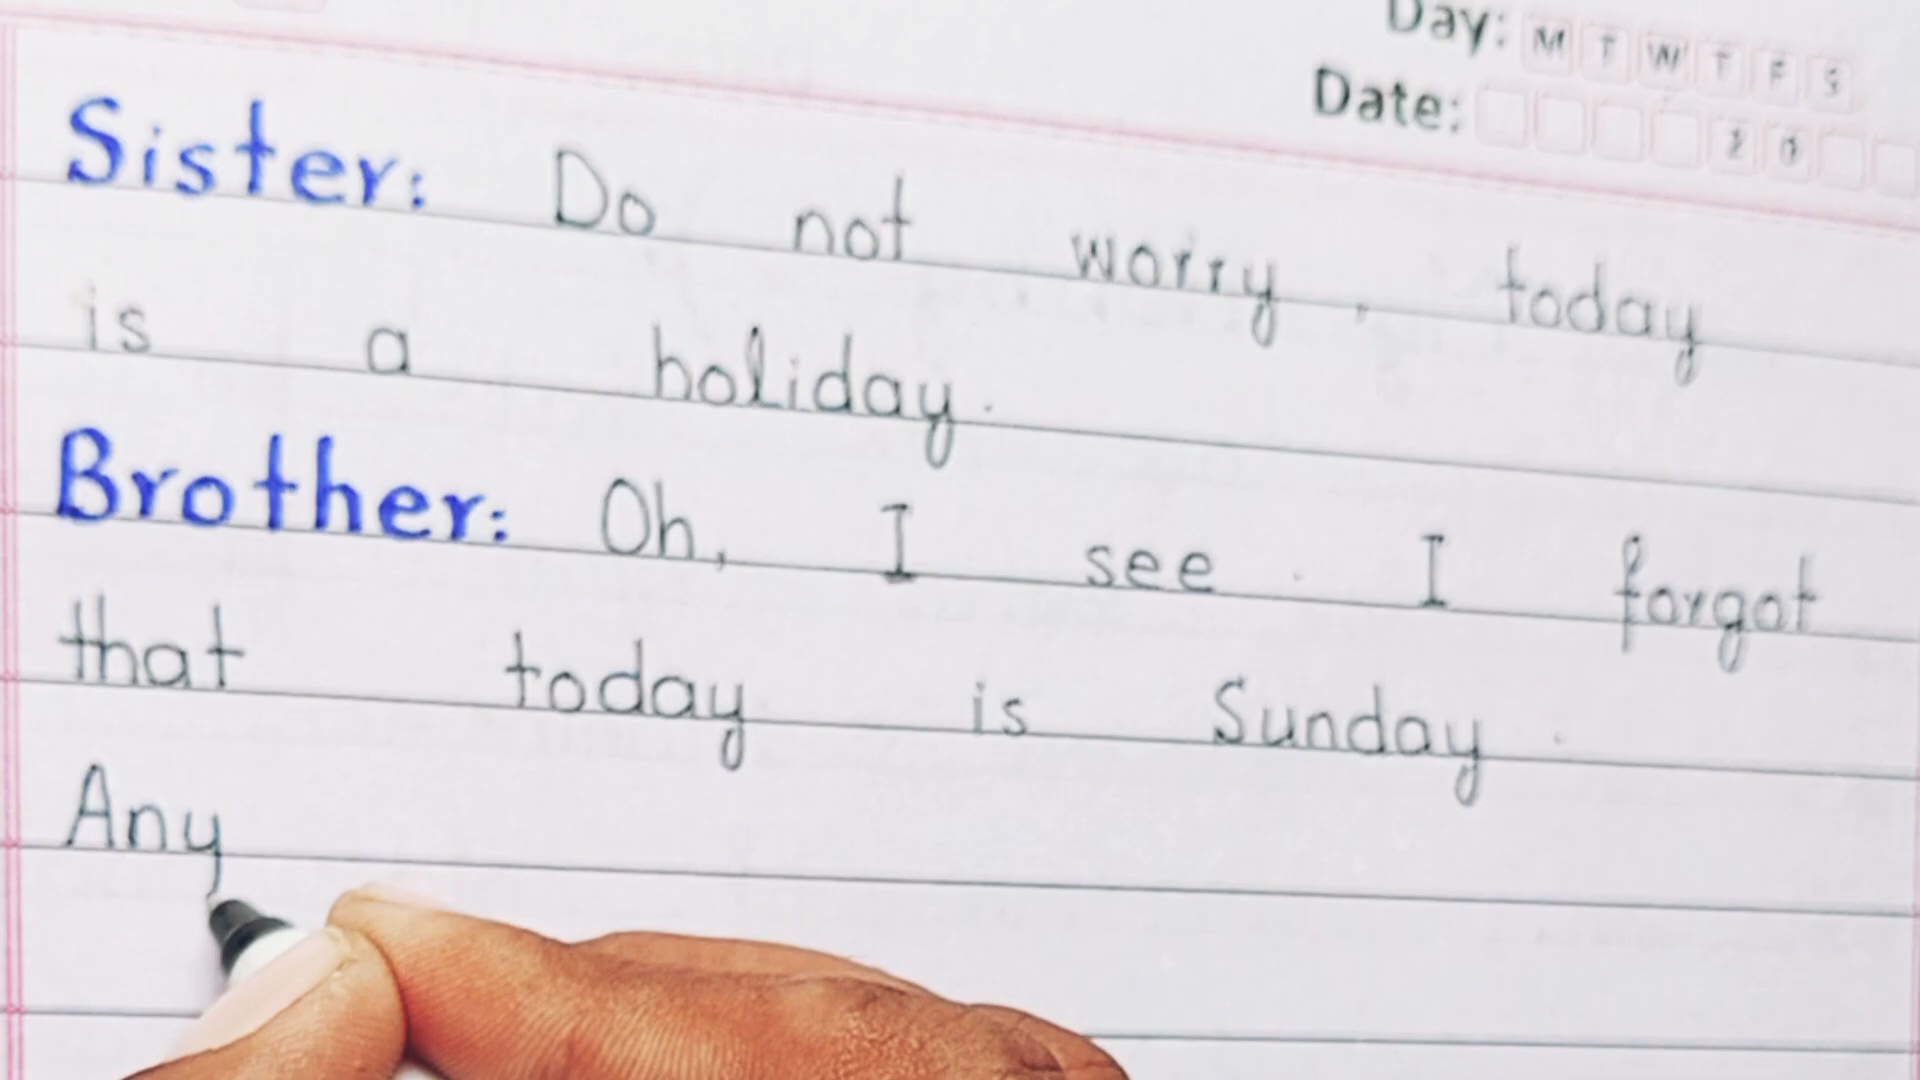 Day: M T W T F S
Date: 2 0
Sister: Do not worry, today
is a holiday.
Brother: Oh, I see. I forgot
that today is Sunday.
Any